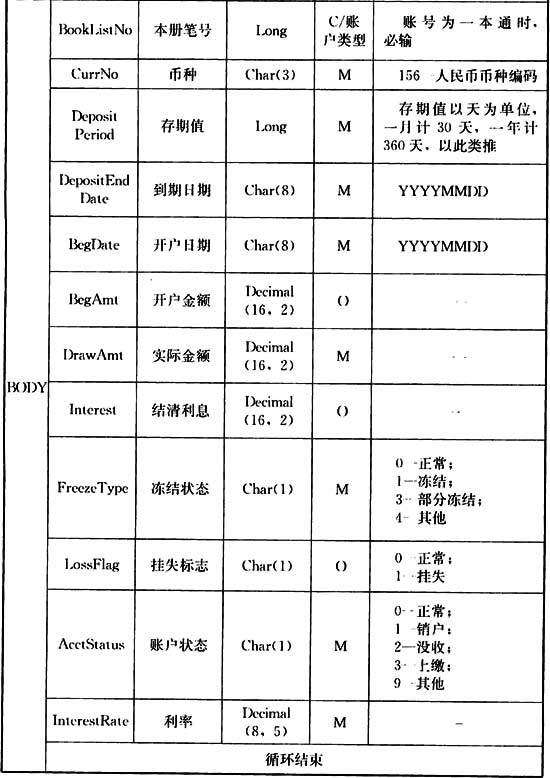 BODY
BookListNo 本册笔号 Long C/账户类型 账号为一本通时，必输
CurrNo 币种 Char(3) M 156 人民币币种编码
Deposit Period 存期值 Long M 存期值以天为单位，一月计 30 天，一年计 360 天，以此类推
DepositEnd Date 到期日期 Char(8) M YYYYMMDD
BegDate 开户日期 Char(8) M YYYYMMDD
BegAmt 开户金额 Decimal (16，2) O -
DrawAmt 实际金额 Decimal (16，2) M -
Interest 结清利息 Decimal (16，2) O -
FreezeType 冻结状态 Char(1) M
0-正常；
1—冻结；
3-部分冻结；
4-其他
LossFlag 挂失标志 Char(1) O
0-正常；
1-挂失
AcctStatus 账户状态 Char(1) M
0-正常；
1-销户；
2—没收；
3-上缴；
9-其他
InterestRate 利率 Decimal (8，5) M -
循环结束